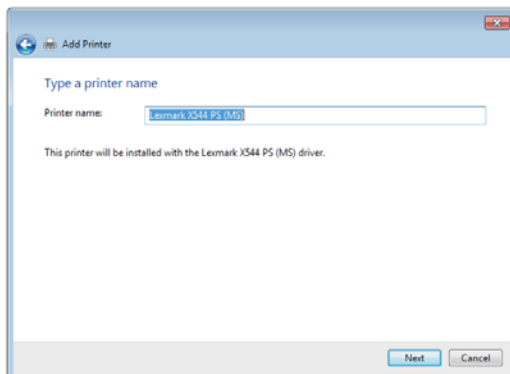 Add Printer
Type a printer name
Printer name: Lexmark X544 PS (MS)
This printer will be installed with the Lexmark X544 PS (MS) driver.
Next Cancel